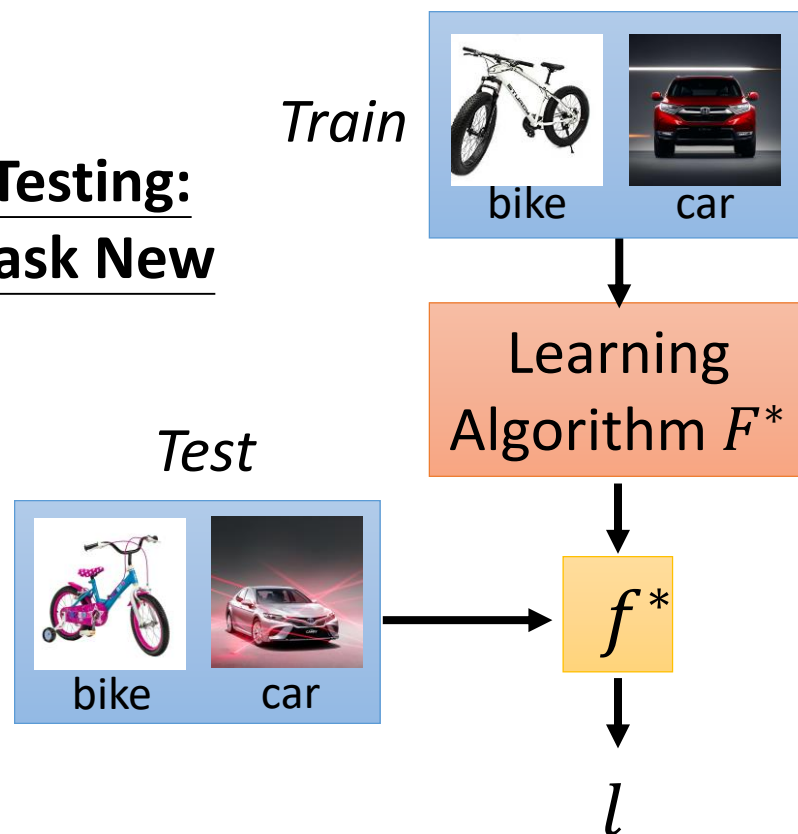 Train
Testing:
ask New
bike
car
Learning
Algorithm F*
Test
bike
car
f*
l